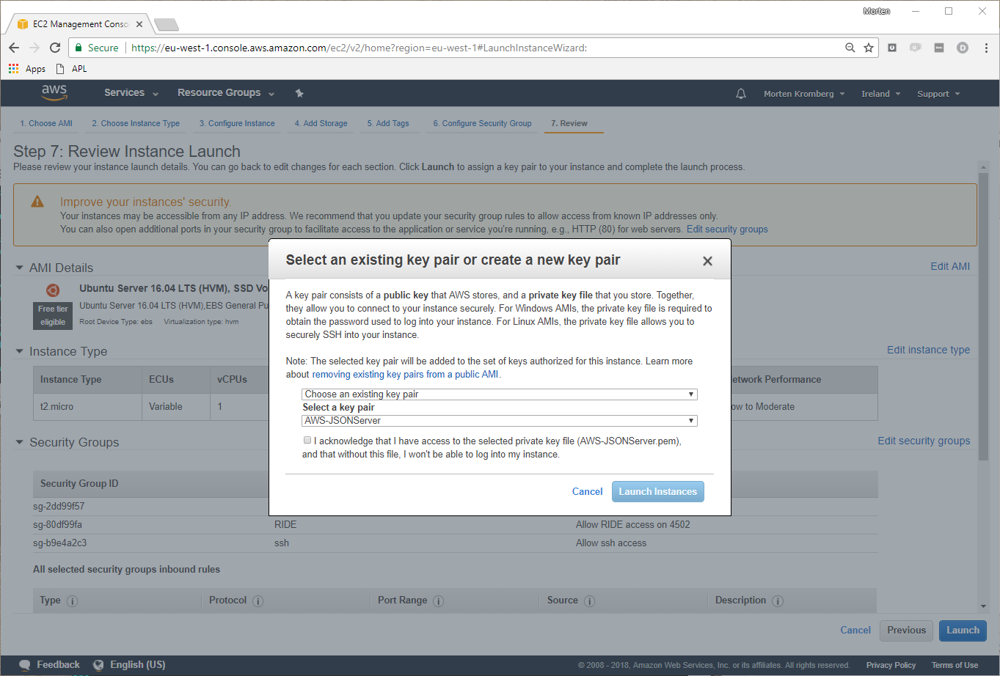 Morten
EC2 Management Conso
Secure https://eu-west-1.console.aws.amazon.com/ec2/v2/home?region=eu-west-1#LaunchInstanceWizard:
Apps APL
aws Services Resource Groups Morten Kromberg Ireland Support
1. Choose AMI 2. Choose Instance Type 3. Configure Instance 4. Add Storage 5. Add Tags 6. Configure Security Group 7. Review
Step 7: Review Instance Launch
Please review your instance launch details. You can go back to edit changes for each section. Click Launch to assign a key pair to your instance and complete the launch process.
Improve your instances' security.
Your instances may be accessible from any IP address. We recommend that you update your security group rules to allow access from known IP addresses only.
You can also open additional ports in your security group to facilitate access to the application or service you're running, e.g., HTTP (80) for web servers. Edit security groups
AMI Details Edit AMI
Ubuntu Server 16.04 LTS (HVM), SSD Vo
Free tier eligible
Ubuntu Server 16.04 LTS (HVM),EBS General Pu
Root Device Type: ebs Virtualization type: hvm
Instance Type Edit instance type
Instance Type ECUs vCPUs etwork Performance
t2.micro Variable 1 ow to Moderate
Security Groups Edit security groups
Security Group ID
sg-2dd99f57
sg-80df99fa RIDE Allow RIDE access on 4502
sg-b9e4a2c3 ssh Allow ssh access
All selected security groups inbound rules
Type Protocol Port Range Source Description
Select an existing key pair or create a new key pair
A key pair consists of a public key that AWS stores, and a private key file that you store. Together,
they allow you to connect to your instance securely. For Windows AMIs, the private key file is required to
obtain the password used to log into your instance. For Linux AMIs, the private key file allows you to
securely SSH into your instance.
Note: The selected key pair will be added to the set of keys authorized for this instance. Learn more
about removing existing key pairs from a public AMI.
Choose an existing key pair
Select a key pair
AWS-JSONServer
I acknowledge that I have access to the selected private key file (AWS-JSONServer.pem),
and that without this file, I won't be able to log into my instance.
Cancel Launch Instances
Cancel Previous Launch
Feedback English (US) © 2008 - 2018, Amazon Web Services, Inc. or its affiliates. All rights reserved. Privacy Policy Terms of Use